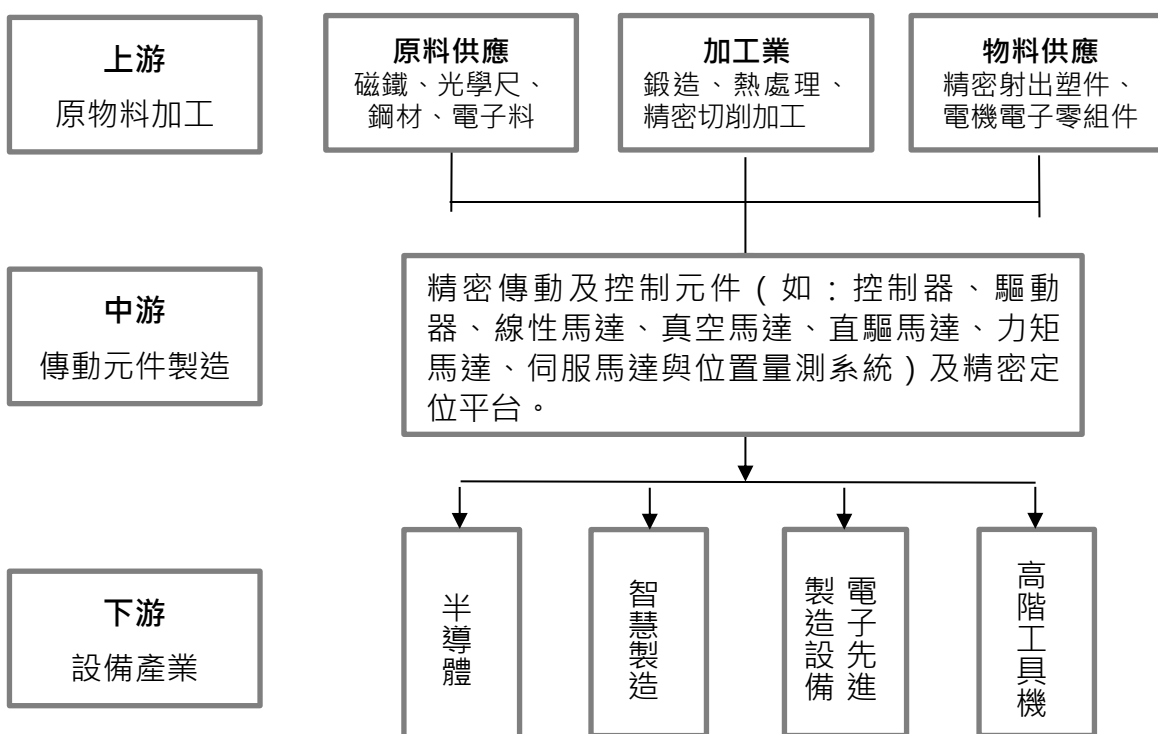 上游
原物料加工
原料供應
磁鐵、光學尺、
鋼材、電子料
加工業
鍛造、熱處理、
精密切削加工
物料供應
精密射出塑件、
電機電子零組件
中游
傳動元件製造
精密傳動及控制元件(如：控制器、驅動
器、線性馬達、真空馬達、直驅馬達、力矩
馬達、伺服馬達與位置量測系統)及精密定
位平台。
下游
設備產業
半導體
智慧製造
電子先進
製造設備
高階工具機